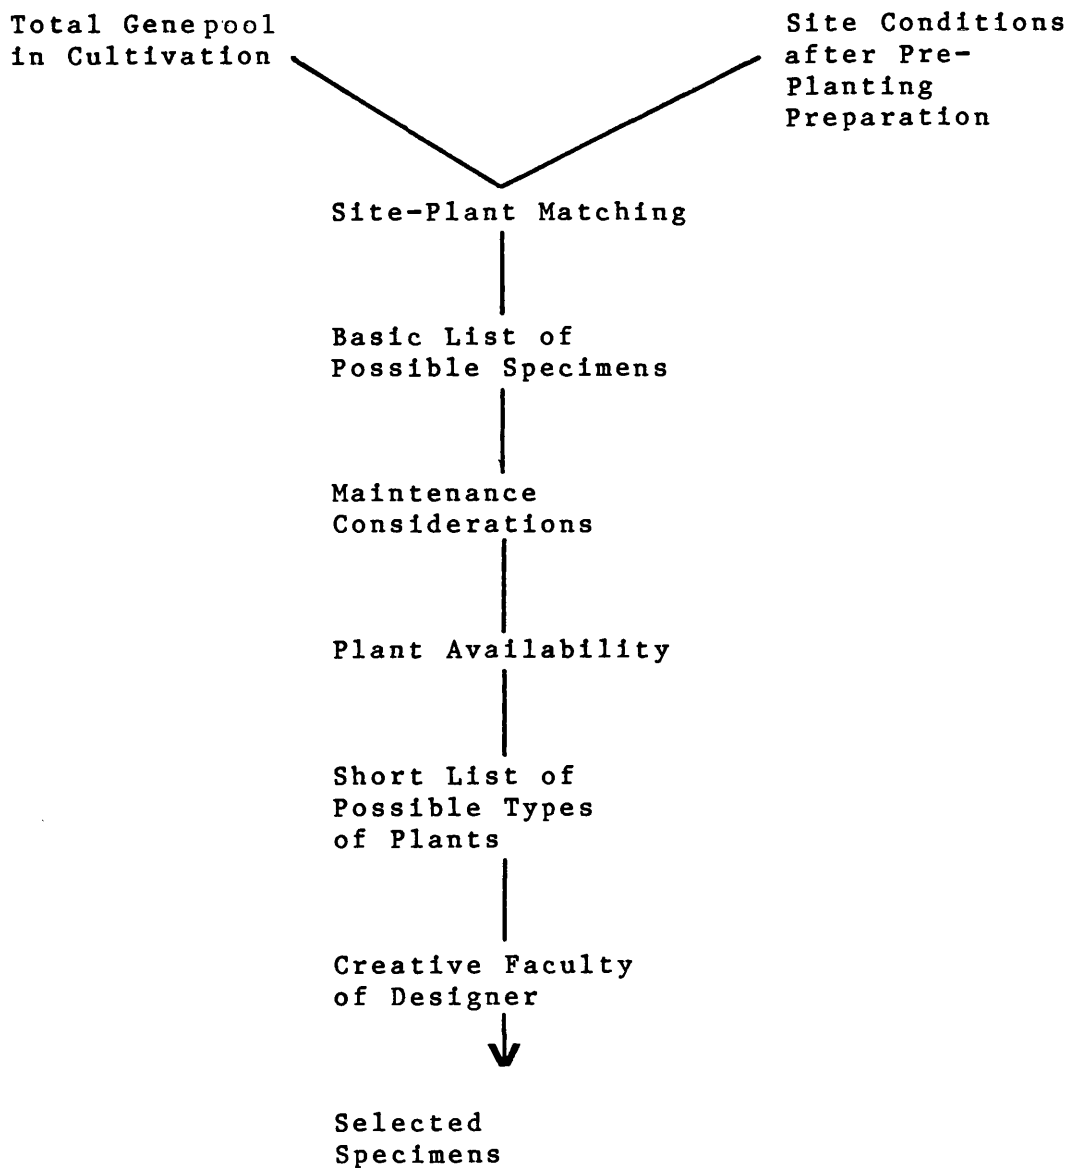 Total Genepool
in Cultivation
Site Conditions
after Pre-
Planting
Preparation
Site-Plant Matching
Basic List of
Possible Specimens
Maintenance
Considerations
Plant Availability
Short List of
Possible Types
of Plants
Creative Faculty
of Designer
Selected
Specimens